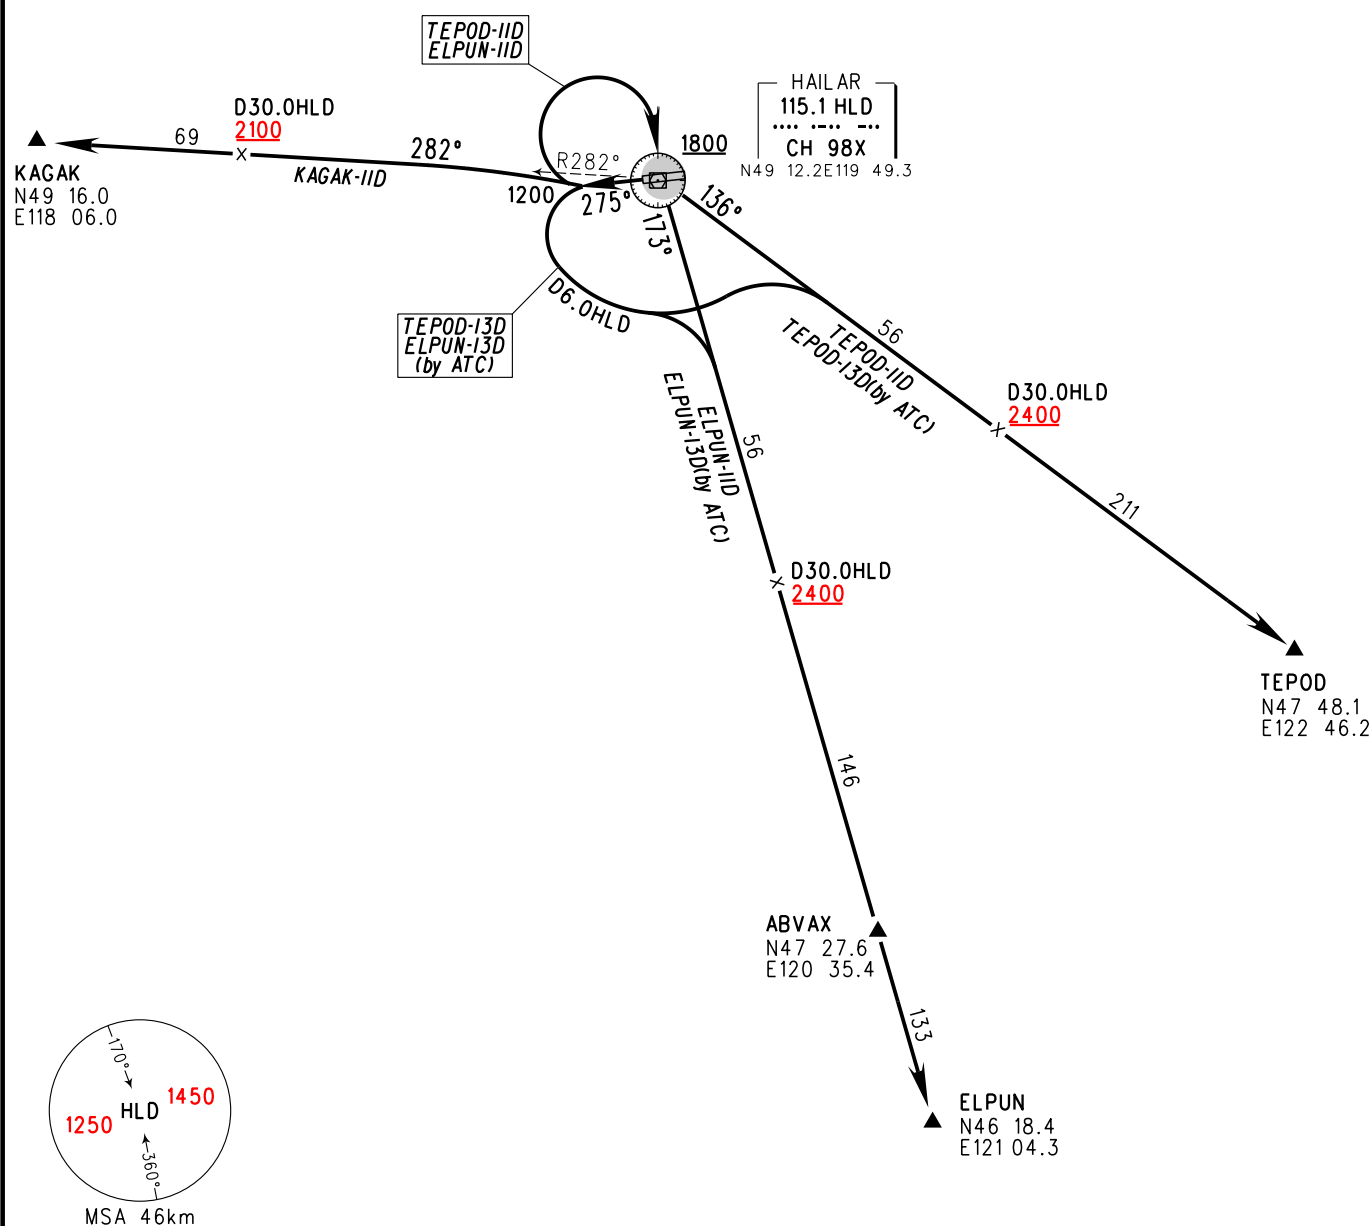 TEPOD-11D
ELPUN-11D
HAILAR
115.1 HLD
···· ·–·· –··
CH 98X
N49 12.2E119 49.3
D30.0HLD
2100
69
282°
KAGAK-11D
KAGAK
N49 16.0
E118 06.0
R282°
1200
275°
1800
136°
173°
D6.0HLD
TEPOD-13D
ELPUN-13D
(by ATC)
56
TEPOD-11D
TEPOD-13D(by ATC)
D30.0HLD
2400
211
TEPOD
N47 48.1
E122 46.2
56
ELPUN-11D
ELPUN-13D(by ATC)
D30.0HLD
2400
146
ABVAX
N47 27.6
E120 35.4
133
ELPUN
N46 18.4
E121 04.3
170°
HLD
1450
1250
360°
MSA 46km